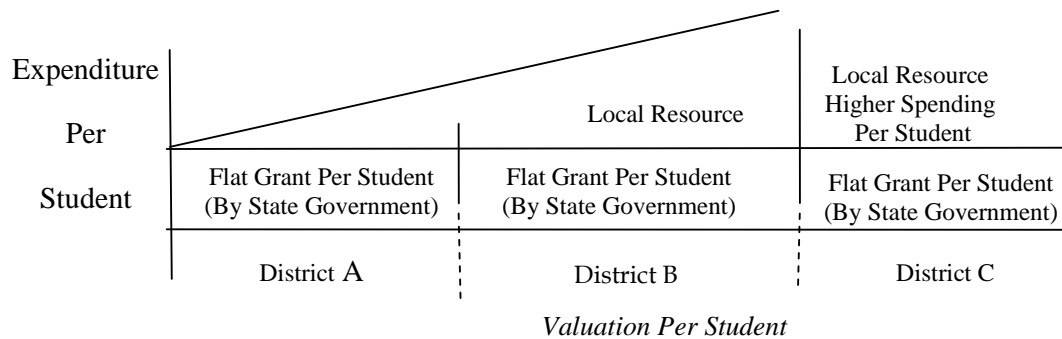 Expenditure
Per
Student
Local Resource
Local Resource
Higher Spending
Per Student
Flat Grant Per Student
(By State Government)
Flat Grant Per Student
(By State Government)
Flat Grant Per Student
(By State Government)
District A
District B
District C
Valuation Per Student